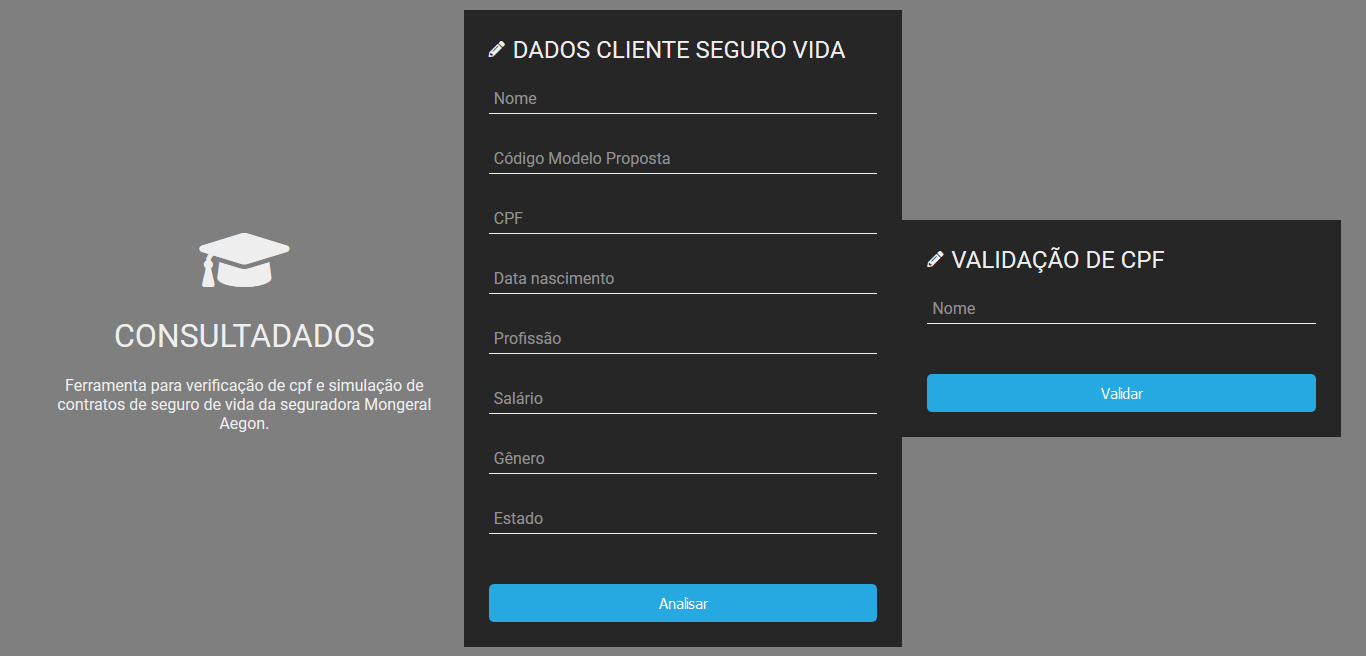 CONSULTADADOS
Ferramenta para verificação de cpf e simulação de
contratos de seguro de vida da seguradora Mongeral
Aegon.
DADOS CLIENTE SEGURO VIDA
Nome
Código Modelo Proposta
CPF
Data nascimento
Profissão
Salário
Gênero
Estado
Analisar
VALIDAÇÃO DE CPF
Nome
Validar